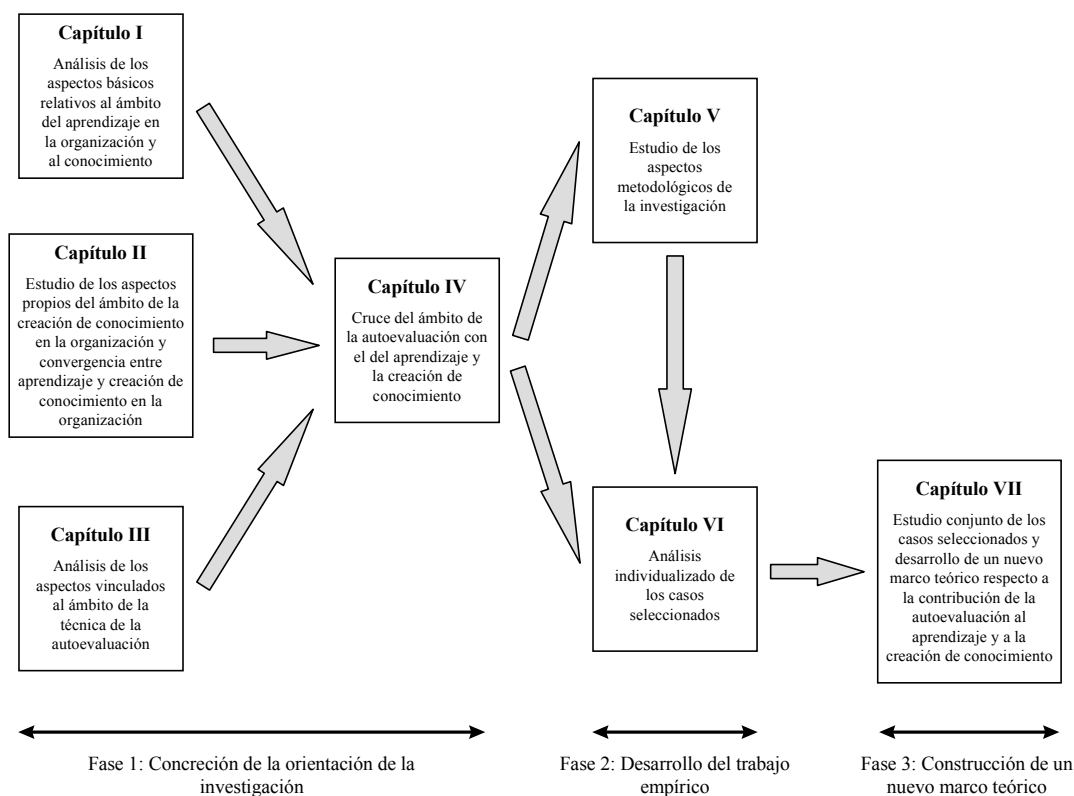 Capítulo I
Análisis de los
aspectos básicos
relativos al ámbito
del aprendizaje en
la organización y
al conocimiento
Capítulo II
Estudio de los aspectos
propios del ámbito de la
creación de conocimiento
en la organización y
convergencia entre
aprendizaje y creación de
conocimiento en la
organización
Capítulo III
Análisis de los
aspectos vinculados
al ámbito de la
técnica de la
autoevaluación
Capítulo IV
Cruce del ámbito de
la autoevaluación con
el del aprendizaje y
la creación de
conocimiento
Capítulo V
Estudio de los
aspectos
metodológicos de
la investigación
Capítulo VI
Análisis
individualizado de
los casos
seleccionados
Capítulo VII
Estudio conjunto de los
casos seleccionados y
desarrollo de un nuevo
marco teórico respecto a
la contribución de la
autoevaluación al
aprendizaje y a la
creación de conocimiento
Fase 1: Concreción de la orientación de la
investigación
Fase 2: Desarrollo del trabajo
empírico
Fase 3: Construcción de un
nuevo marco teórico